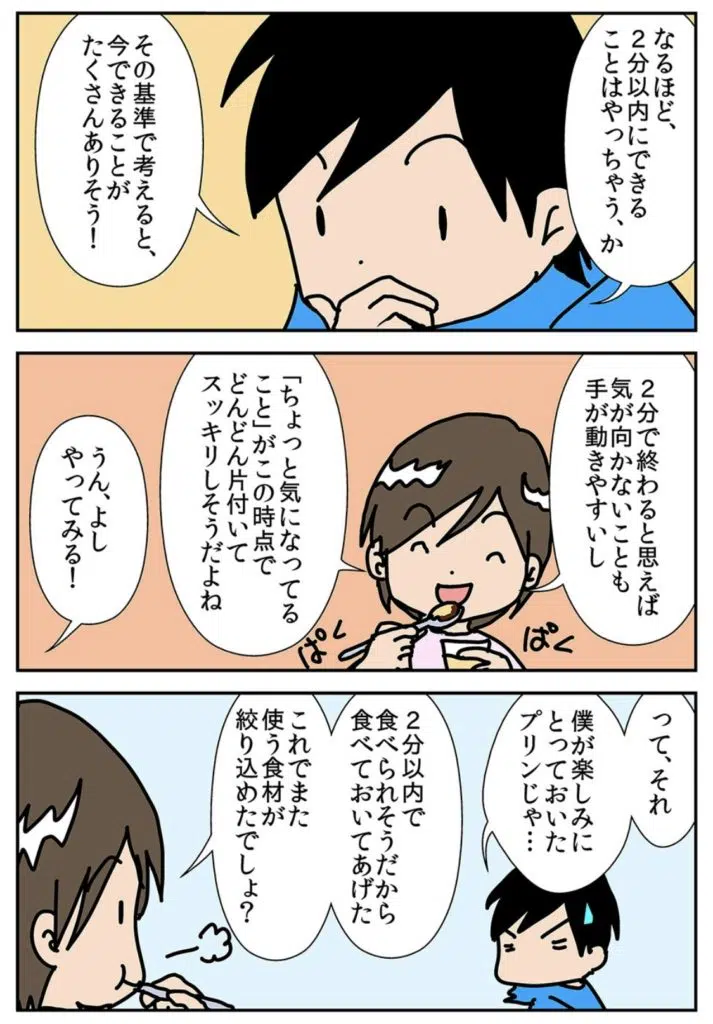 なるほど、
2分以内にできる
ことはやっちゃう、か
その基準で考えると、
今できることが
たくさんありそう！
2分で終わると思えば
気が向かないことも
手が動きやすいし
「ちょっと気になってる
こと」がこの時点で
どんどん片付いて
スッキリしそうだよね
ぱく
ぱく
うん、よし
やってみる！
って、それ
僕が楽しみに
とっておいた
プリンじゃ…
2分以内で
食べられそうだから
食べておいてあげた
これでまた
使う食材が
絞り込めたでしょ？